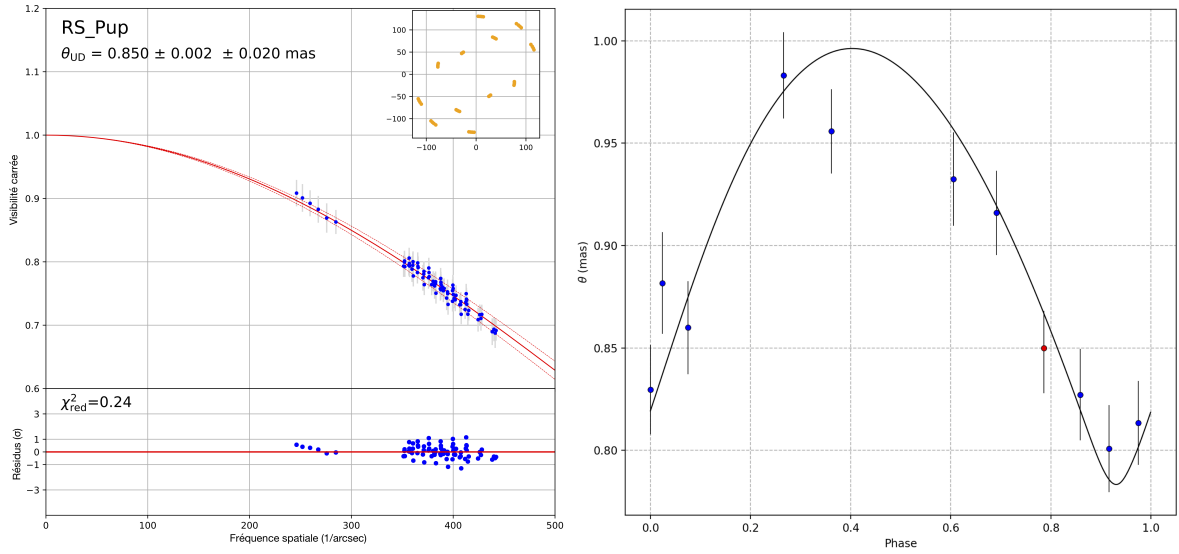 RS_Pup
θUD = 0.850 ± 0.002 ± 0.020 mas
1.2
1.1
1.0
0.9
0.8
0.7
0.6
Visibilité carrée
100
50
0
−50
−100
−100 0 100
χ²red=0.24
3
1
0
−1
−3
Résidus (σ)
0 100 200 300 400 500
Fréquence spatiale (1/arcsec)
1.00
0.95
0.90
0.85
0.80
θ (mas)
0.0 0.2 0.4 0.6 0.8 1.0
Phase